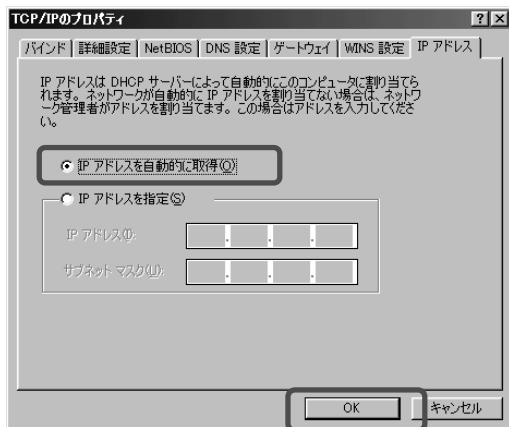 TCP/IPのプロパティ
バインド 詳細設定 NetBIOS DNS 設定 ゲートウェイ WINS 設定 IP アドレス
IP アドレスは DHCP サーバーによって自動的にこのコンピュータに割り当てら
れます。ネットワークが自動的に IP アドレスを割り当てない場合は、ネットワ
ーク管理者がアドレスを割り当てます。この場合はアドレスを入力してくださ
い。
IP アドレスを自動的に取得(O)
IP アドレスを指定(S)
IP アドレス(I):
サブネット マスク(U):
OK キャンセル